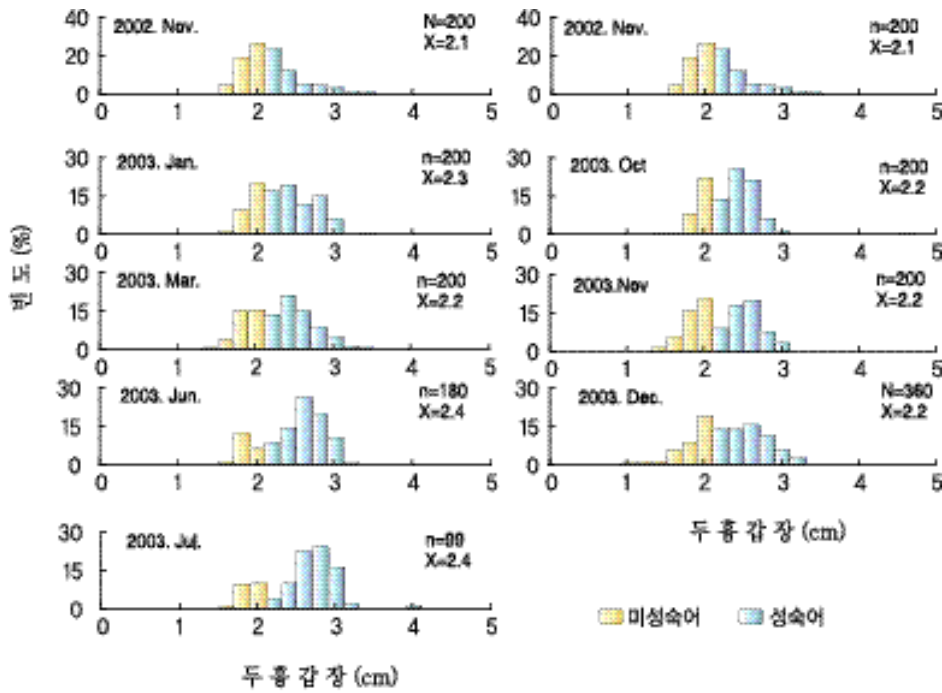 40
20
0
2002. Nov.
N=200
X=2.1
0 1 2 3 4 5
30
15
0
2003. Jan.
n=200
X=2.3
0 1 2 3 4 5
30
15
0
2003. Mar.
n=200
X=2.2
0 1 2 3 4 5
30
15
0
2003. Jun.
n=180
X=2.4
0 1 2 3 4 5
30
15
0
2003. Jul.
n=99
X=2.4
0 1 2 3 4 5
빈 도 (%)
두 흉 갑 장 (cm)
40
20
0
2002. Nov.
n=200
X=2.1
0 1 2 3 4 5
30
15
0
2003. Oct
n=200
X=2.2
0 1 2 3 4 5
30
15
0
2003.Nov
n=200
X=2.2
0 1 2 3 4 5
30
15
0
2003. Dec.
N=360
X=2.2
0 1 2 3 4 5
두 흉 갑 장 (cm)
미성숙어 성숙어